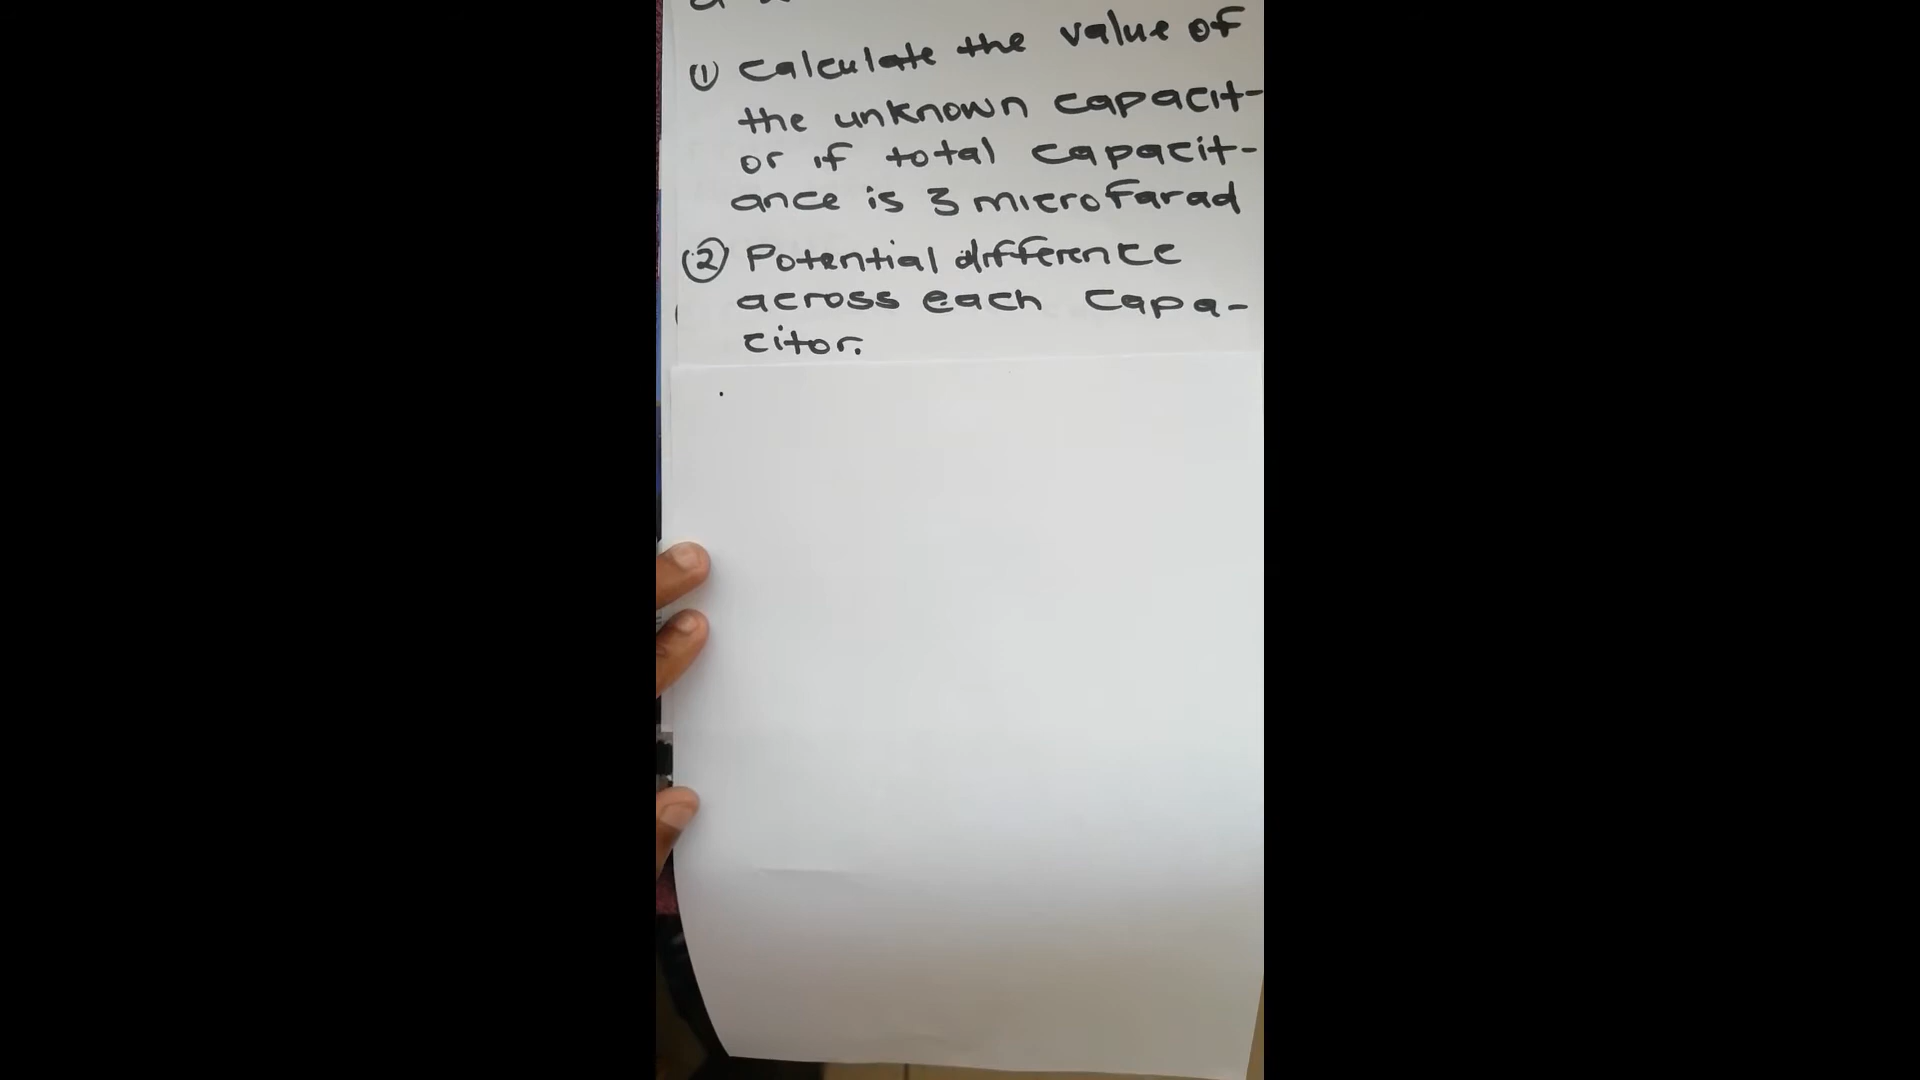 (1) Calculate the value of
the unknown capacit-
or if total capacit-
ance is 3 microfarad
(2) Potential difference
across each capa-
citor.